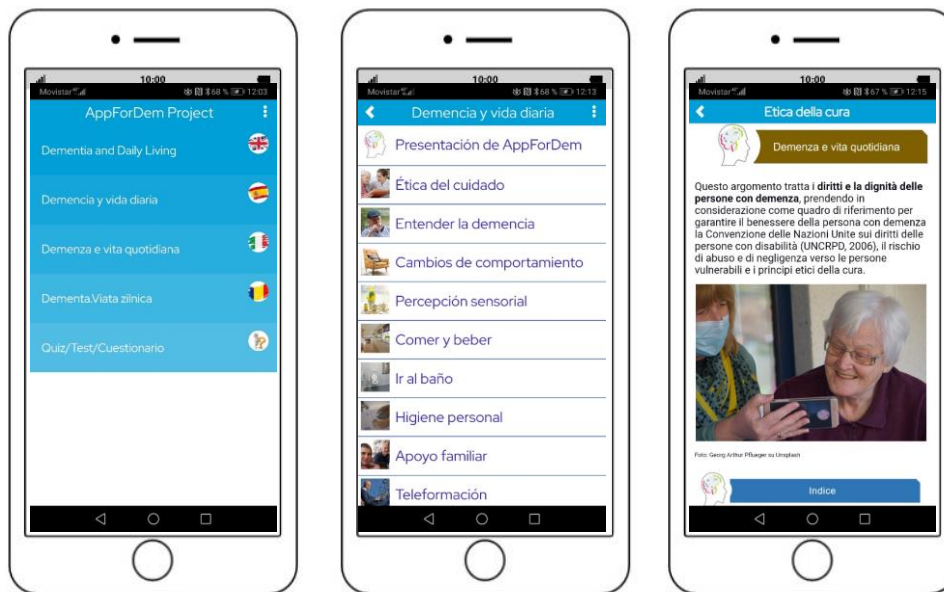 10:00
Movistar 68 % 12:03
AppForDem Project
Dementia and Daily Living
Demencia y vida diaria
Demenza e vita quotidiana
Dementa.Viata zilnica
Quiz/Test/Cuestionario
10:00
Movistar 68 % 12:13
Demencia y vida diaria
Presentación de AppForDem
Ética del cuidado
Entender la demencia
Cambios de comportamiento
Percepción sensorial
Comer y beber
Ir al baño
Higiene personal
Apoyo familiar
Teleformación
10:00
Movistar 67 % 12:15
Etica della cura
Demenza e vita quotidiana
Questo argomento tratta i diritti e la dignità delle
persone con demenza, prendendo in
considerazione come quadro di riferimento per
garantire il benessere della persona con demenza
la Convenzione delle Nazioni Unite sui diritti delle
persone con disabilità (UNCRPD, 2006), il rischio
di abuso e di negligenza verso le persone
vulnerabili e i principi etici della cura.
Foto: Georg Arthur Pflueger su Unsplash
Indice